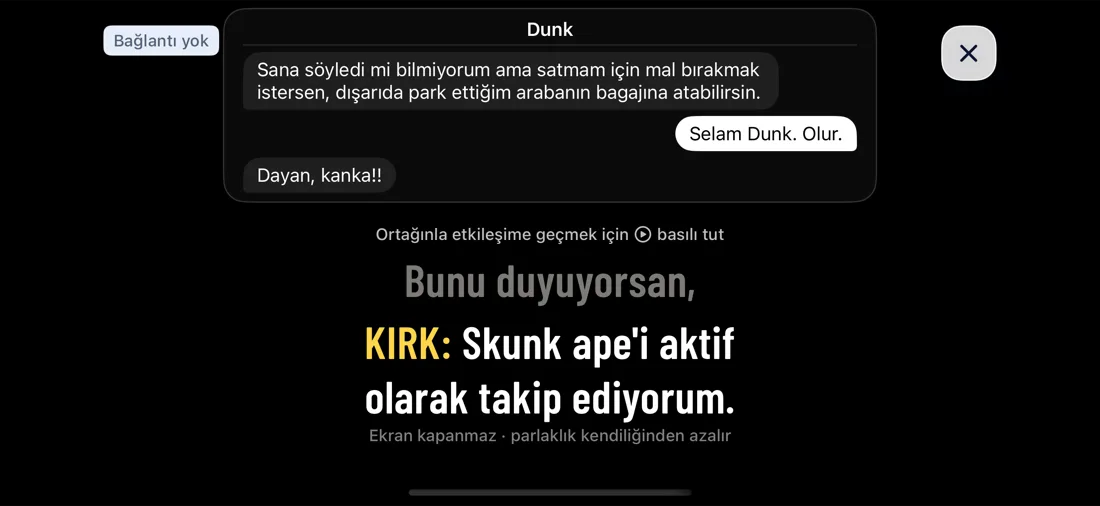 Bağlantı yok
Dunk
Sana söyledi mi bilmiyorum ama satmam için mal bırakmak
istersen, dışarıda park ettiğim arabanın bagajına atabilirsin.
Selam Dunk. Olur.
Dayan, kanka!!
Ortağınla etkileşime geçmek için basılı tut
Bunu duyuyorsan,
KIRK: Skunk ape'i aktif
olarak takip ediyorum.
Ekran kapanmaz · parlaklık kendiliğinden azalır